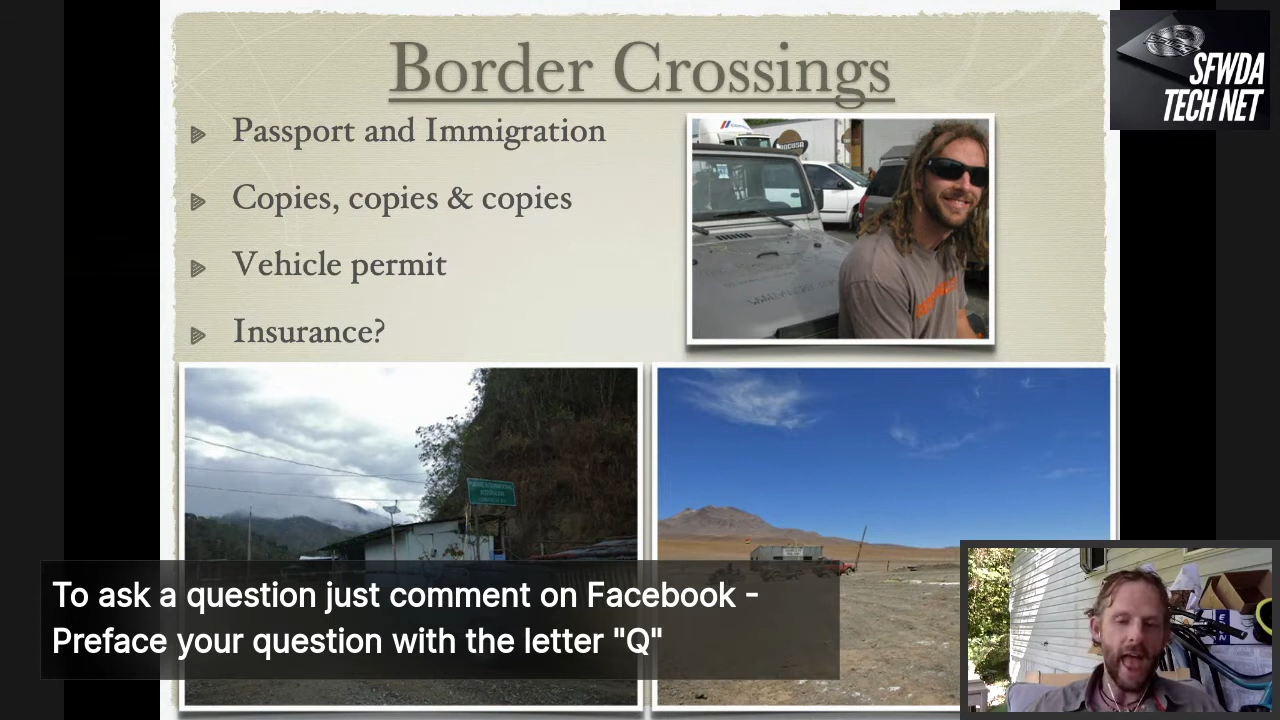 Border Crossings
SFWDA
TECH NET
Passport and Immigration
Copies, copies & copies
Vehicle permit
Insurance?
To ask a question just comment on Facebook -
Preface your question with the letter "Q"